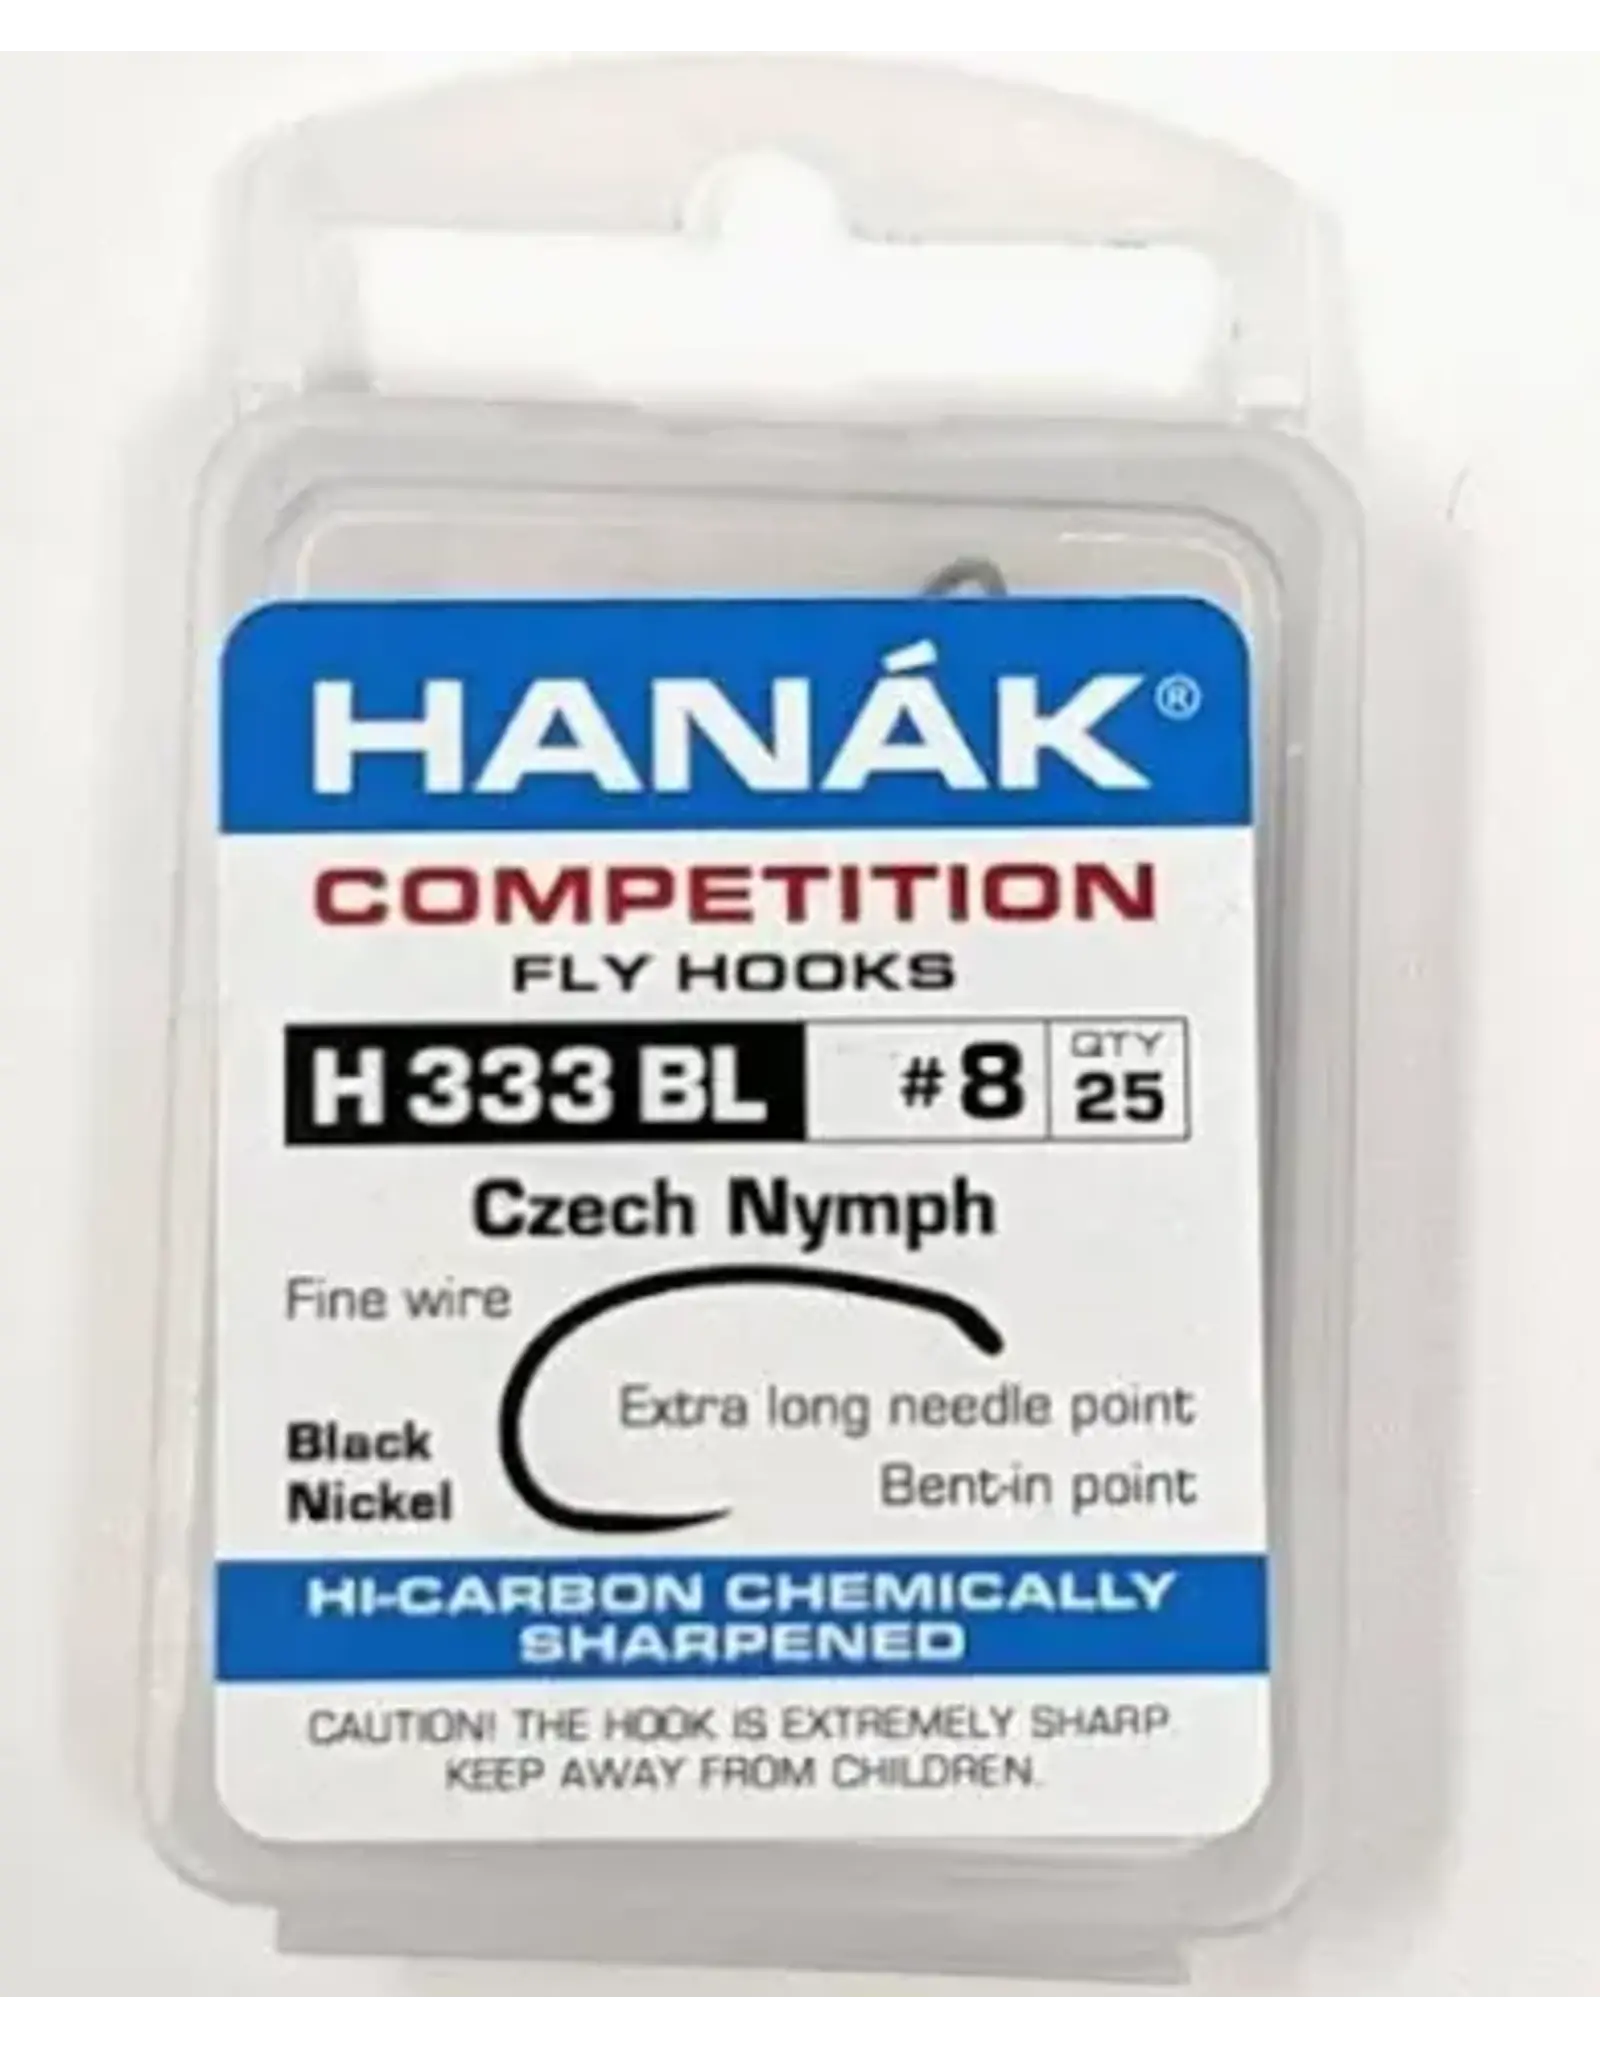 HANÁK®
COMPETITION
FLY HOOKS
H 333 BL #8 QTY 25
Czech Nymph
Fine wire
Extra long needle point
Black
Nickel
Bent-in point
HI-CARBON CHEMICALLY
SHARPENED
CAUTION! THE HOOK IS EXTREMELY SHARP.
KEEP AWAY FROM CHILDREN.